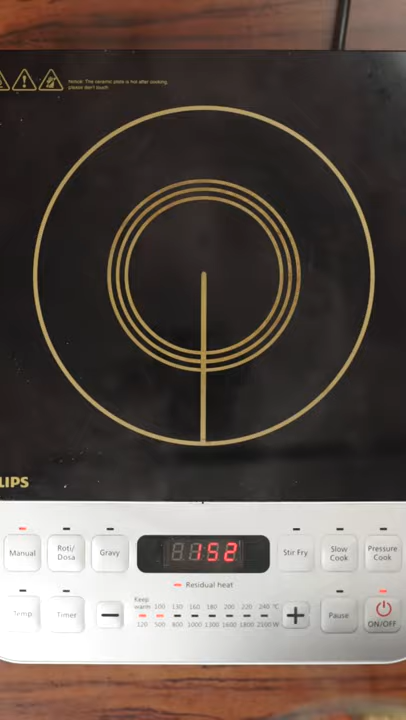 Notice: The ceramic plate is hot after cooking,
please don't touch!
LIPS
Manual
Roti/
Dosa
Gravy
152
Stir Fry
Slow
Cook
Pressure
Cook
Residual heat
Temp
Timer
−
Keep
warm 100 130 160 180 200 220 240 °C
120 500 800 1000 1300 1600 1800 2100 W
+
Pause
ON/OFF